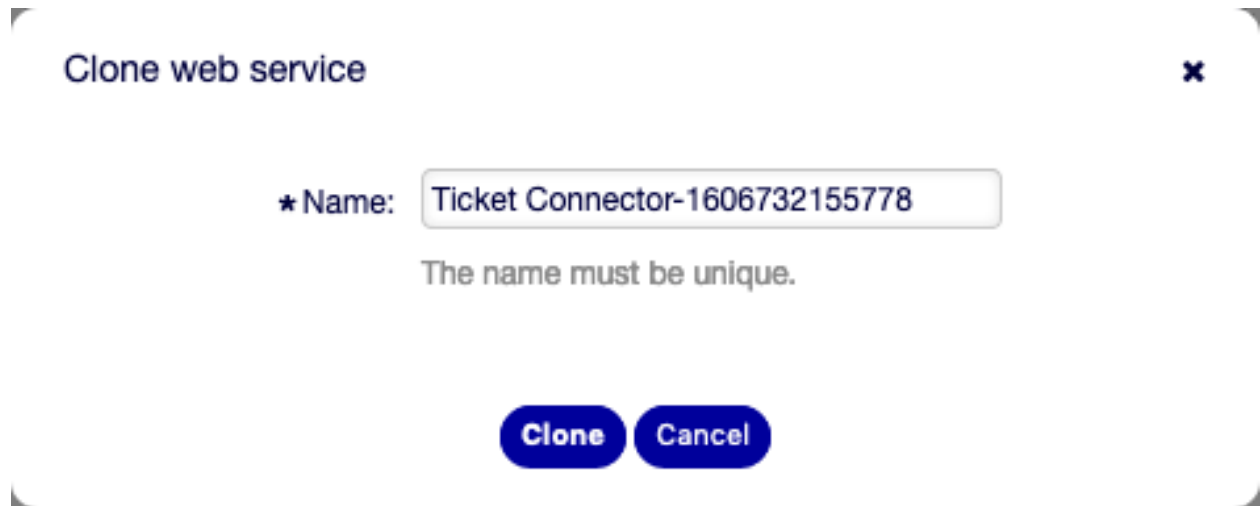 Clone web service
* Name: Ticket Connector-1606732155778
The name must be unique.
Clone Cancel